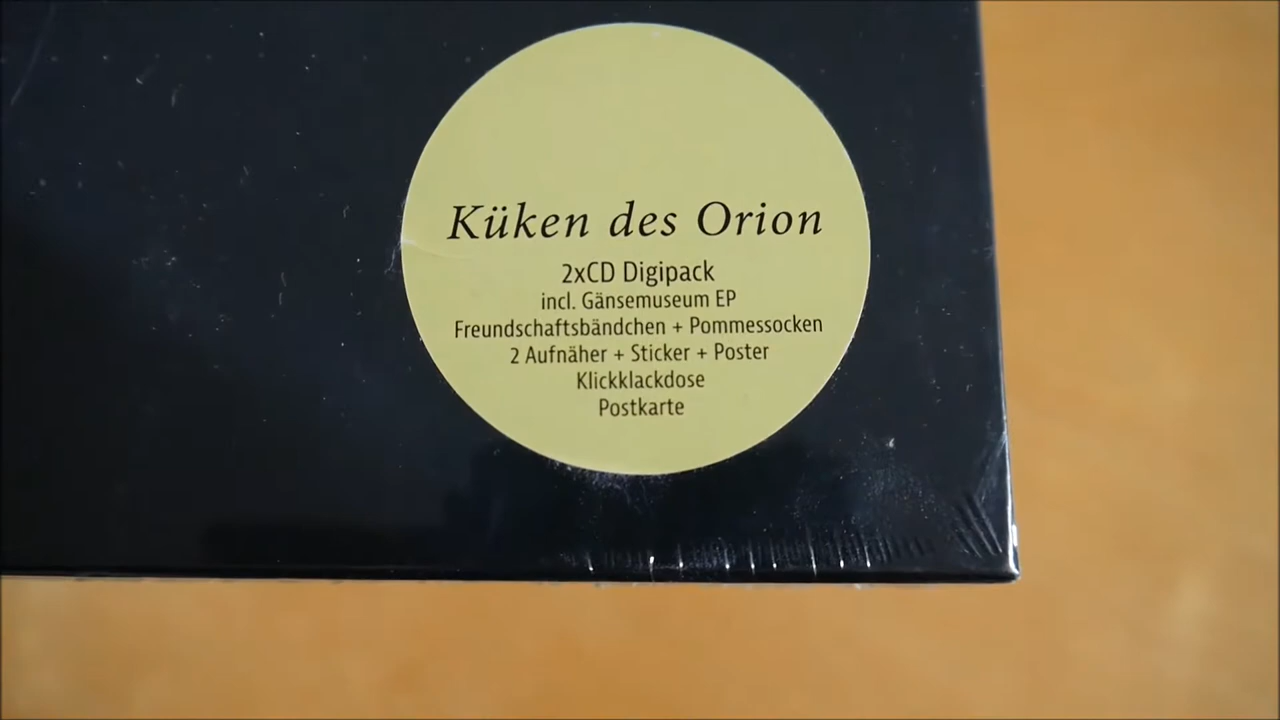 Küken des Orion
2xCD Digipack
incl. Gänsemuseum EP
Freundschaftsbändchen + Pommessocken
2 Aufnäher + Sticker + Poster
Klickklackdose
Postkarte